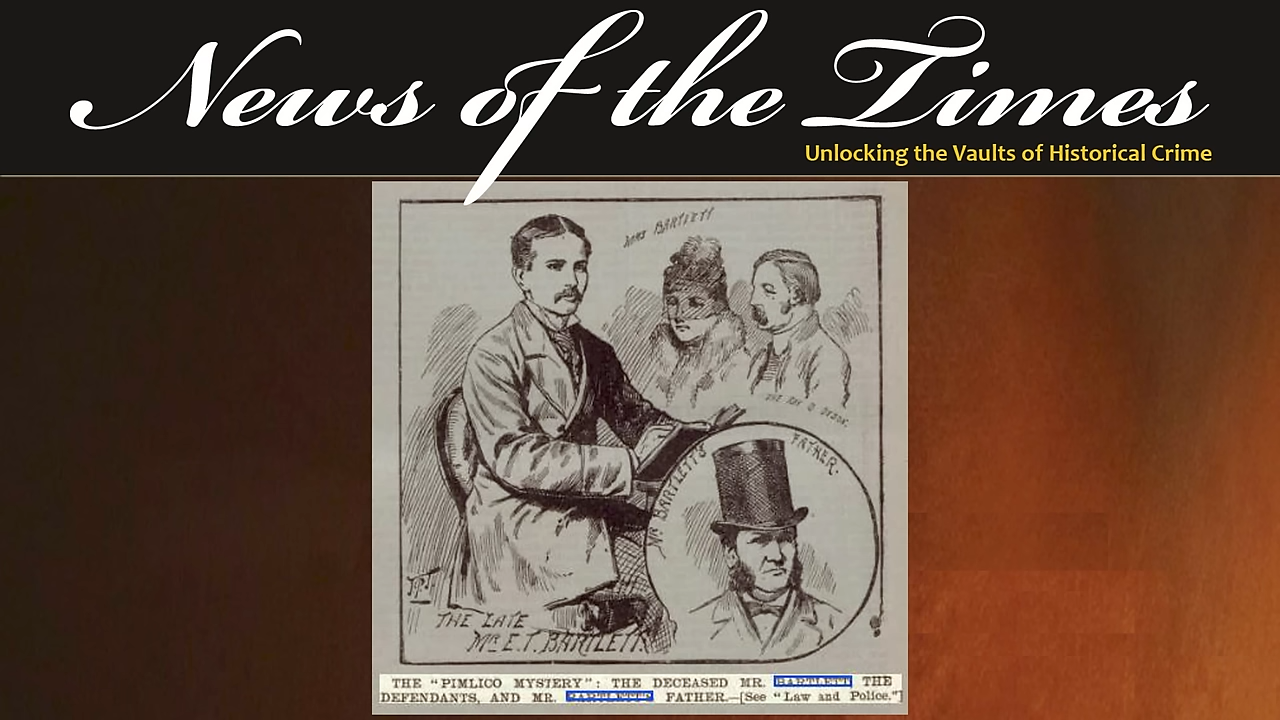 News of the Times
Unlocking the Vaults of Historical Crime
MRS BARTLETT
THE REV G. DYSON.
MR BARTLETT'S FATHER.
THE LATE
MR E.T. BARTLETT.
THE "PIMLICO MYSTERY": THE DECEASED MR. BARTLETT THE
DEFENDANTS, AND MR. BARTLETT'S FATHER.—[See "Law and Police."]